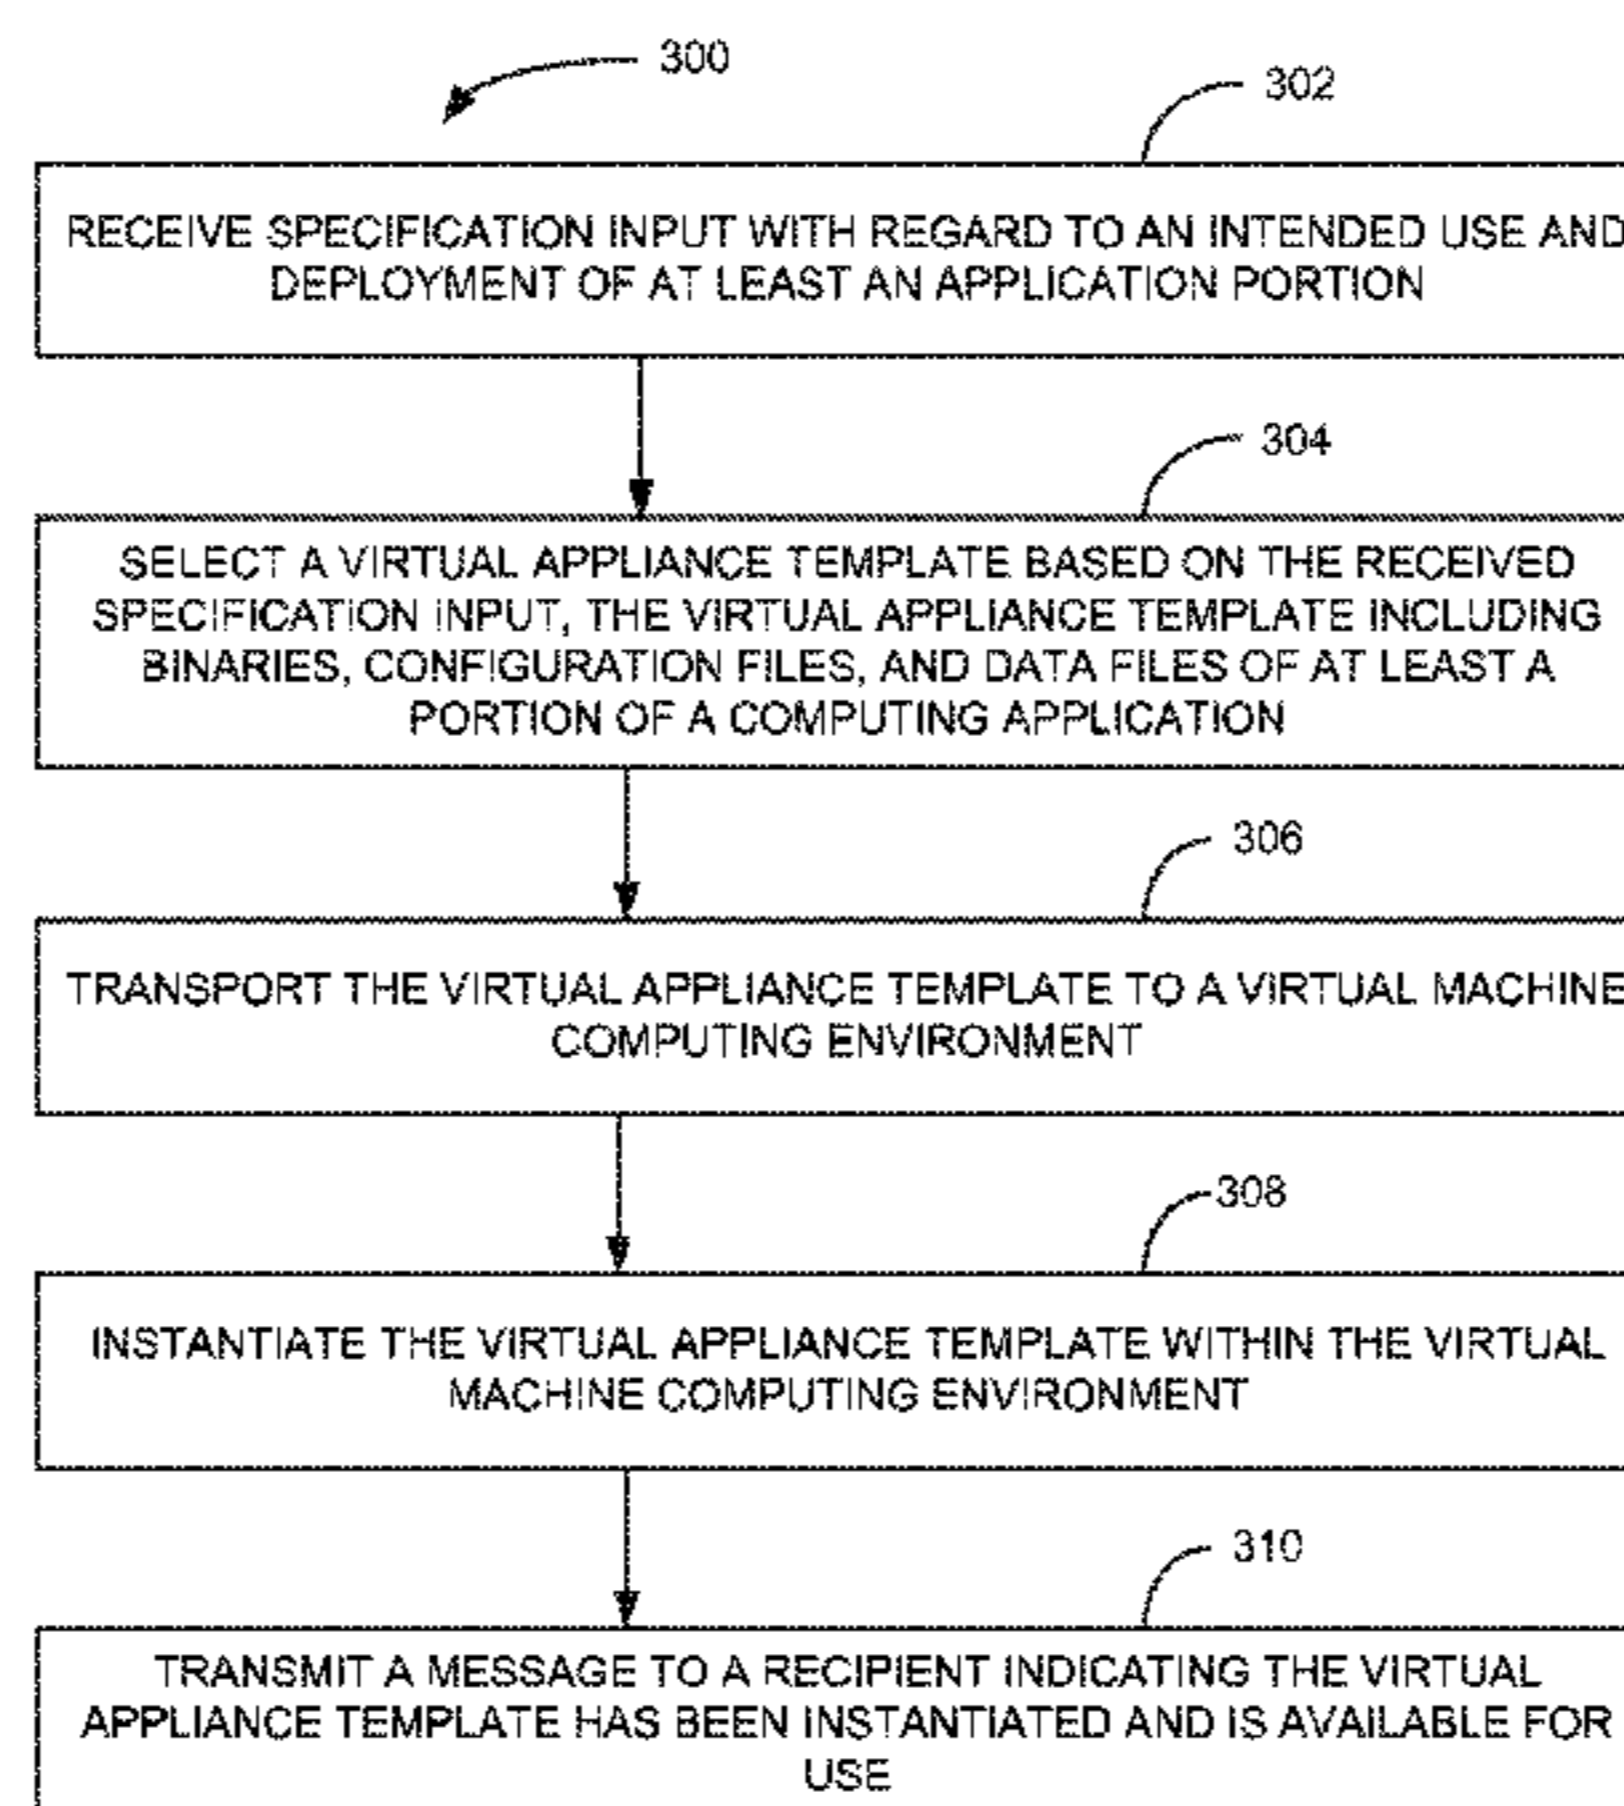 300
302
RECEIVE SPECIFICATION INPUT WITH REGARD TO AN INTENDED USE AND
DEPLOYMENT OF AT LEAST AN APPLICATION PORTION
304
SELECT A VIRTUAL APPLIANCE TEMPLATE BASED ON THE RECEIVED
SPECIFICATION INPUT, THE VIRTUAL APPLIANCE TEMPLATE INCLUDING
BINARIES, CONFIGURATION FILES, AND DATA FILES OF AT LEAST A
PORTION OF A COMPUTING APPLICATION
306
TRANSPORT THE VIRTUAL APPLIANCE TEMPLATE TO A VIRTUAL MACHINE
COMPUTING ENVIRONMENT
308
INSTANTIATE THE VIRTUAL APPLIANCE TEMPLATE WITHIN THE VIRTUAL
MACHINE COMPUTING ENVIRONMENT
310
TRANSMIT A MESSAGE TO A RECIPIENT INDICATING THE VIRTUAL
APPLIANCE TEMPLATE HAS BEEN INSTANTIATED AND IS AVAILABLE FOR
USE